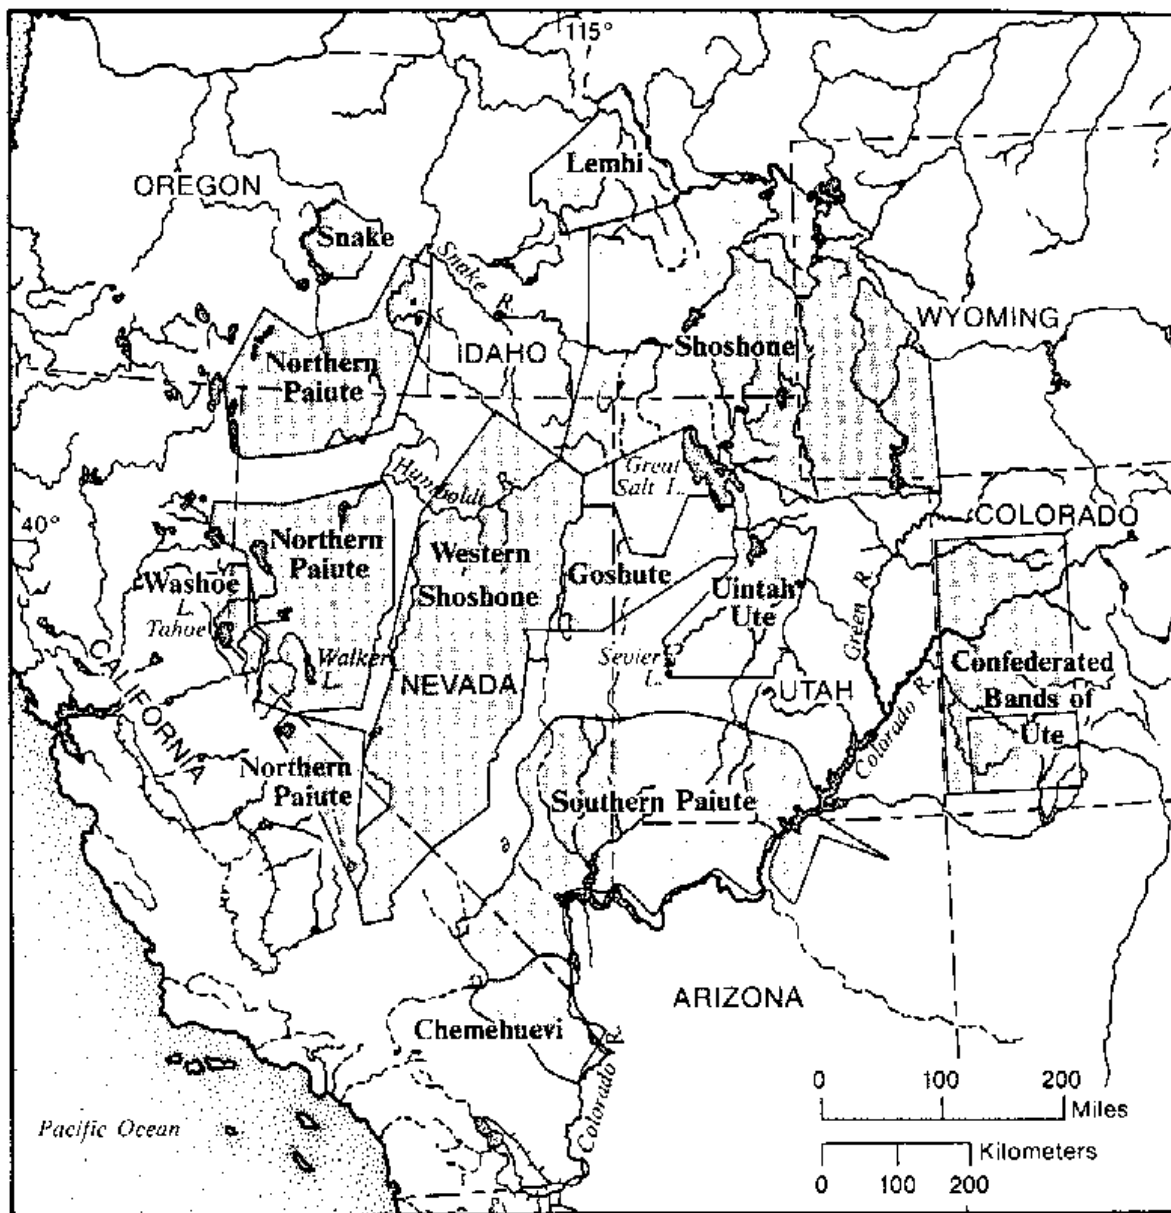 115°
Lemhi
OREGON
Snake
Snake
R.
WYOMING
IDAHO
Shoshone
Northern
Paiute
Great
Salt L.
Humboldt
R.
40°
COLORADO
Northern
Paiute
Western
Shoshone
Goshute
Washoe
L.
Tahoe
Uintah
Ute
Green R.
Walker
L.
NEVADA
Sevier
L.
UTAH
Confederated
Bands of
Ute
Colorado R.
CALIFORNIA
Northern
Paiute
Southern Paiute
ARIZONA
Chemehuevi
Colorado R.
Pacific Ocean
0 100 200
Miles
Kilometers
0 100 200